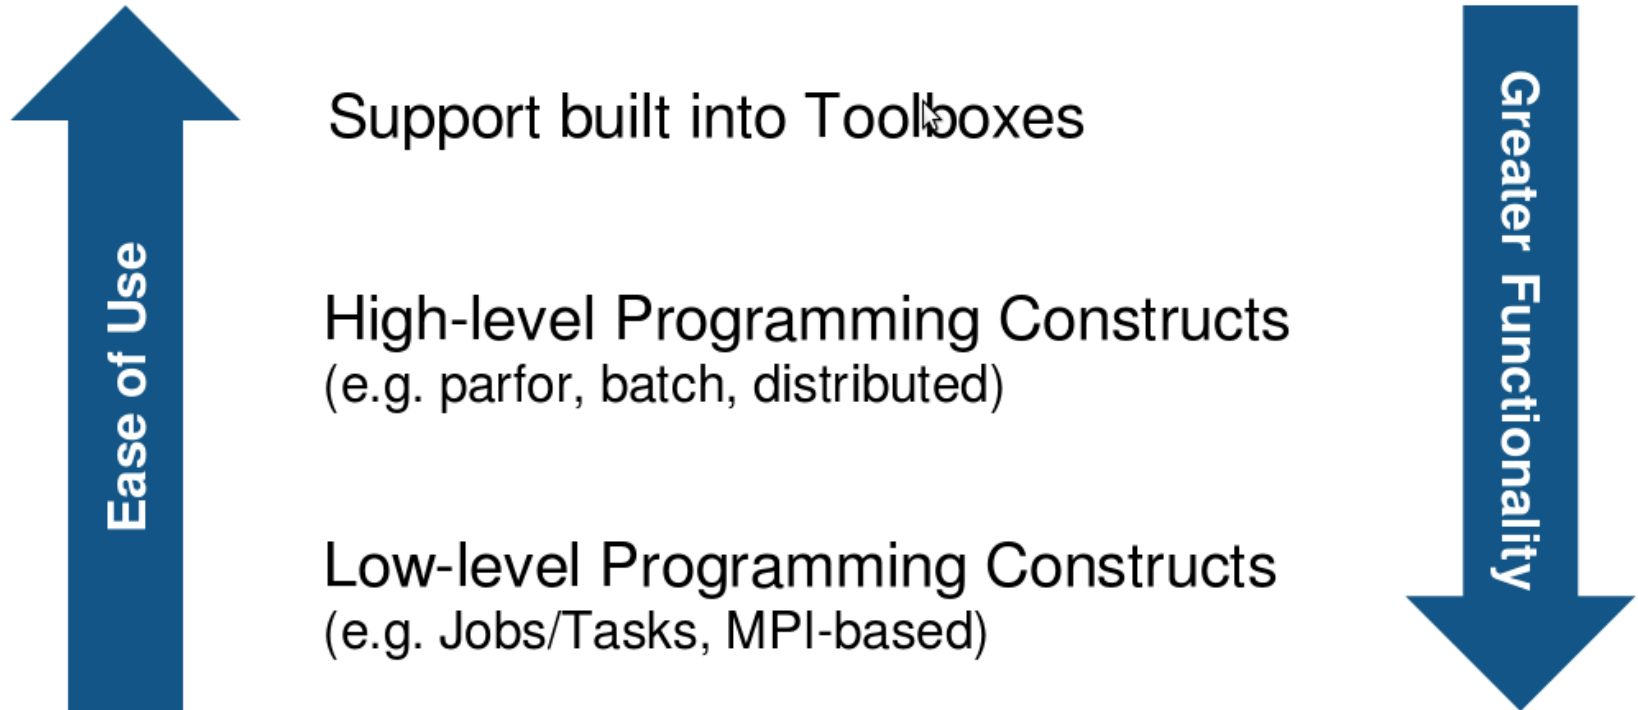 Ease of Use
Support built into Toolboxes
High-level Programming Constructs
(e.g. parfor, batch, distributed)
Low-level Programming Constructs
(e.g. Jobs/Tasks, MPI-based)
Greater Functionality